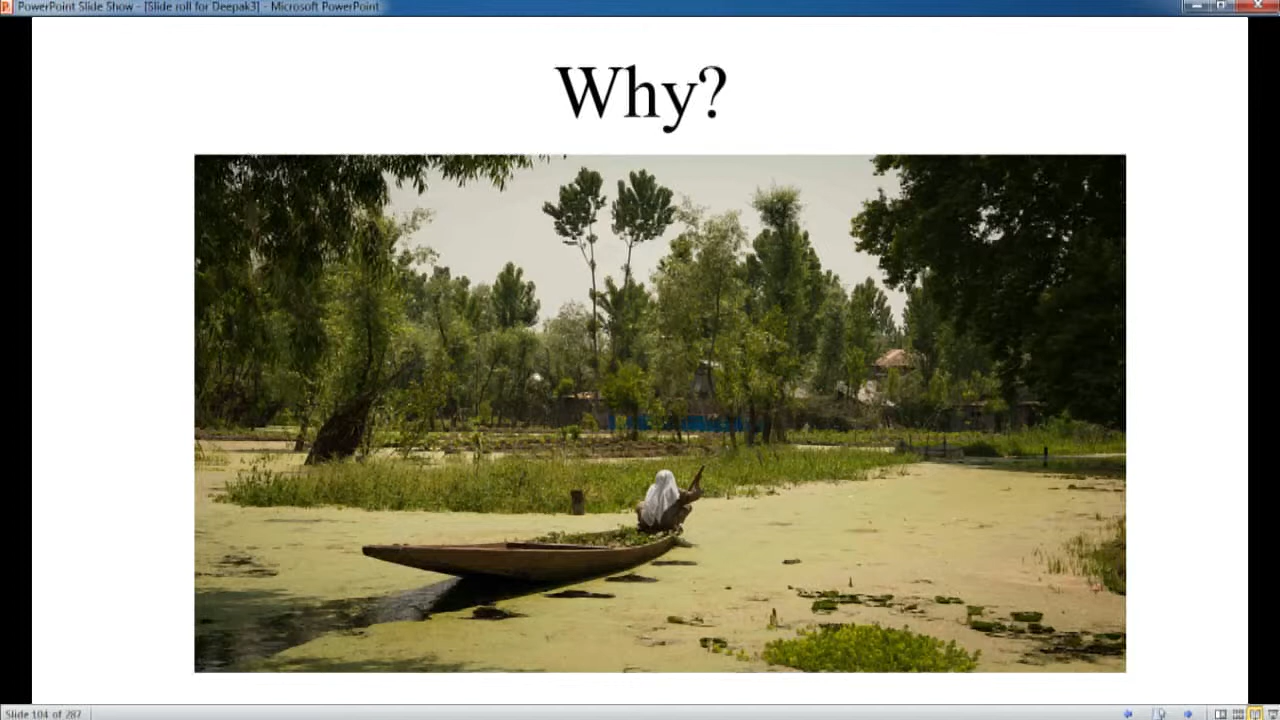 PowerPoint Slide Show - [Slide roll for Deepak3] - Microsoft PowerPoint
Why?
Slide 104 of 287